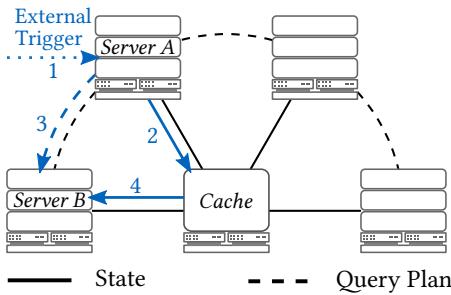 External
Trigger
Server A
1
3
2
4
Server B
Cache
State
Query Plan